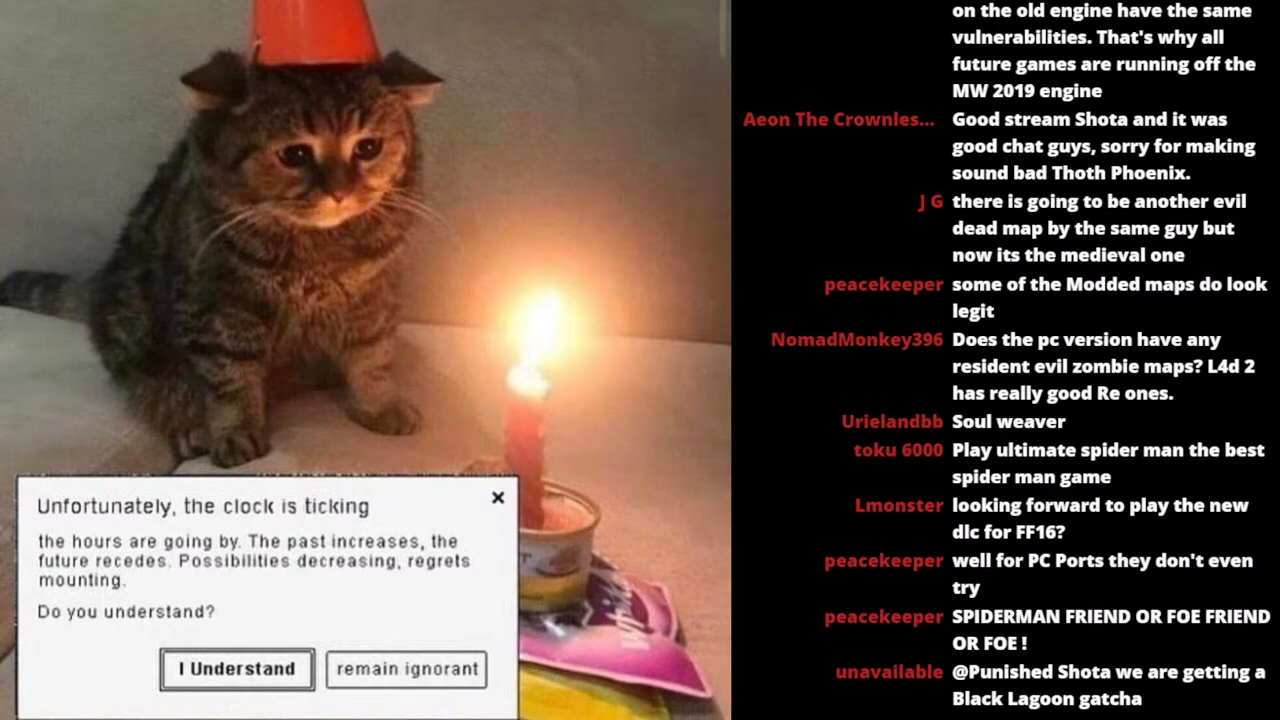 Unfortunately, the clock is ticking
the hours are going by. The past increases, the
future recedes. Possibilities decreasing, regrets
mounting.
Do you understand?
I Understand
remain ignorant
on the old engine have the same
vulnerabilities. That's why all
future games are running off the
MW 2019 engine
Aeon The Crownles... Good stream Shota and it was
good chat guys, sorry for making
sound bad Thoth Phoenix.
J G there is going to be another evil
dead map by the same guy but
now its the medieval one
peacekeeper some of the Modded maps do look
legit
NomadMonkey396 Does the pc version have any
resident evil zombie maps? L4d 2
has really good Re ones.
Urielandbb Soul weaver
toku 6000 Play ultimate spider man the best
spider man game
Lmonster looking forward to play the new
dlc for FF16?
peacekeeper well for PC Ports they don't even
try
peacekeeper SPIDERMAN FRIEND OR FOE FRIEND
OR FOE !
unavailable @Punished Shota we are getting a
Black Lagoon gatcha